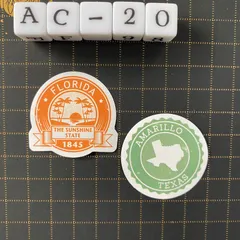 AC-20
FLORIDA
THE SUNSHINE
STATE
1845
AMARILLO
TEXAS